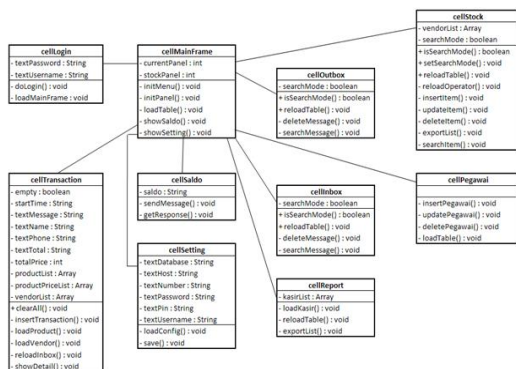 cellLogin
- textPassword : String
- textUsername : String
- doLogin() : void
- loadMainFrame : void
cellMainFrame
- currentPanel : int
- stockPanel : int
- initMenu() : void
- initPanel() : void
- loadTable() : void
- showSaldo() : void
- showSetting() : void
cellStock
- vendorList : Array
- searchMode : boolean
+ isSearchMode() : boolean
+ setSearchMode() : void
+ reloadTable() : void
- reloadOperator() : void
- insertItem() : void
- updateItem() : void
- deleteItem() : void
- exportList() : void
- searchItem() : void
cellOutbox
- searchMode : boolean
+ isSearchMode() : boolean
+ reloadTable() : void
- deleteMessage() : void
- searchMessage() : void
cellTransaction
- empty : boolean
- startTime : String
- textMessage : String
- textName : String
- textPhone : String
- textTotal : String
- totalPrice : int
- productList : Array
- productPriceList : Array
- vendorList : Array
+ clearAll() : void
- insertTransaction() : void
- loadProduct() : void
- loadVendor() : void
- reloadInbox() : void
- showDetail() : void
cellSaldo
- saldo : String
- sendMessage() : void
- getResponse() : void
cellInbox
- searchMode : boolean
+ isSearchMode() : boolean
+ reloadTable() : void
- deleteMessage() : void
- searchMessage() : void
cellPegawai
- insertPegawai() : void
- updatePegawai() : void
- deletePegawai() : void
- loadTable() : void
cellSetting
- textDatabase : String
- textHost : String
- textNumber : String
- textPassword : String
- textPin : String
- textUsername : String
- loadConfig() : void
- save() : void
cellReport
- kasirList : Array
- loadKasir() : void
- reloadTable() : void
- exportList() : void